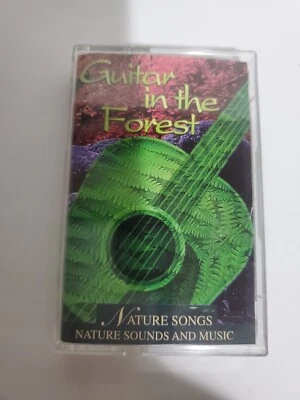 Guitar
in the
Forest
NATURE SONGS
NATURE SOUNDS AND MUSIC